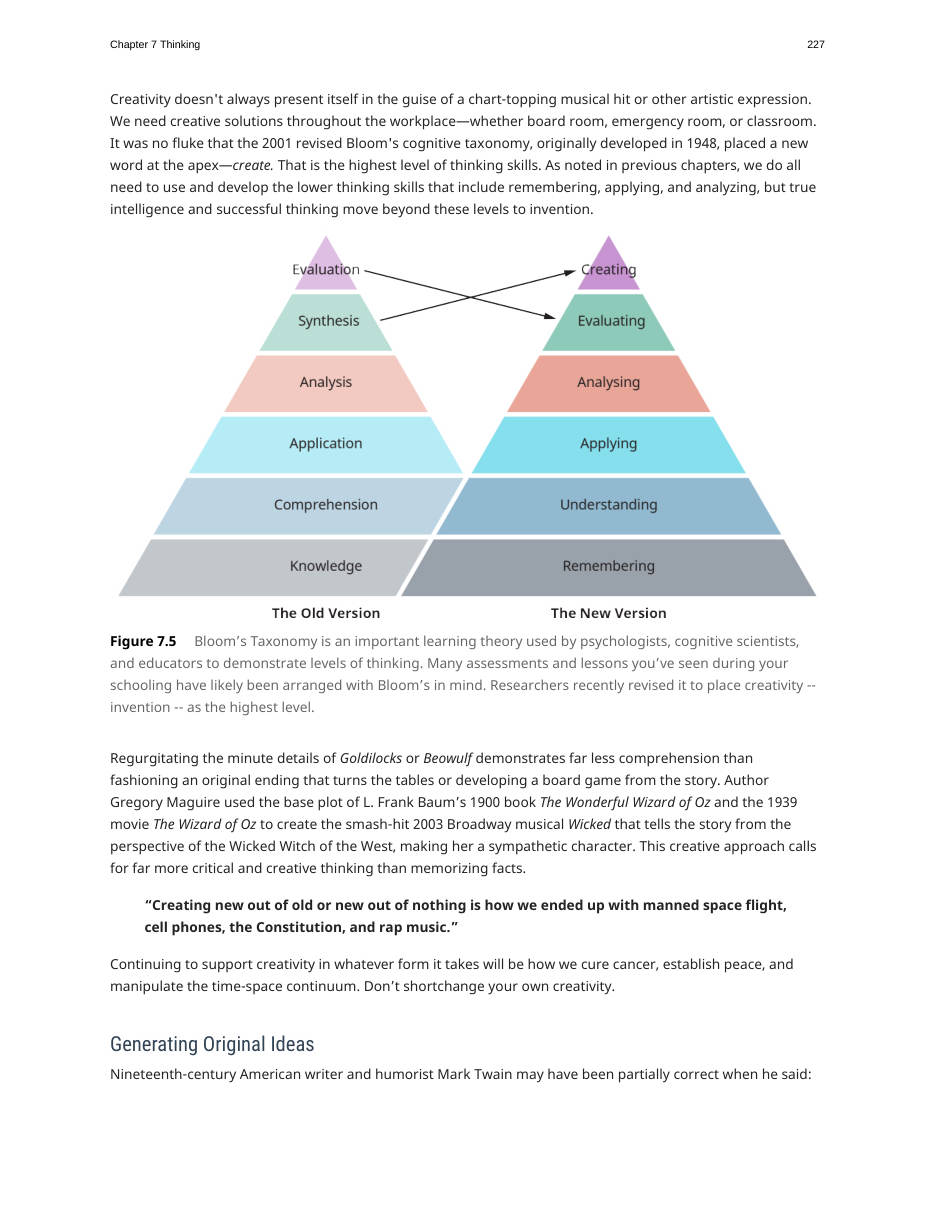 Chapter 7 Thinking 227
Creativity doesn't always present itself in the guise of a chart-topping musical hit or other artistic expression.
We need creative solutions throughout the workplace—whether board room, emergency room, or classroom.
It was no fluke that the 2001 revised Bloom's cognitive taxonomy, originally developed in 1948, placed a new
word at the apex—create. That is the highest level of thinking skills. As noted in previous chapters, we do all
need to use and develop the lower thinking skills that include remembering, applying, and analyzing, but true
intelligence and successful thinking move beyond these levels to invention.
Evaluation
Synthesis
Analysis
Application
Comprehension
Knowledge
The Old Version
Creating
Evaluating
Analysing
Applying
Understanding
Remembering
The New Version
Figure 7.5 Bloom's Taxonomy is an important learning theory used by psychologists, cognitive scientists,
and educators to demonstrate levels of thinking. Many assessments and lessons you've seen during your
schooling have likely been arranged with Bloom's in mind. Researchers recently revised it to place creativity --
invention -- as the highest level.
Regurgitating the minute details of Goldilocks or Beowulf demonstrates far less comprehension than
fashioning an original ending that turns the tables or developing a board game from the story. Author
Gregory Maguire used the base plot of L. Frank Baum's 1900 book The Wonderful Wizard of Oz and the 1939
movie The Wizard of Oz to create the smash-hit 2003 Broadway musical Wicked that tells the story from the
perspective of the Wicked Witch of the West, making her a sympathetic character. This creative approach calls
for far more critical and creative thinking than memorizing facts.
“Creating new out of old or new out of nothing is how we ended up with manned space flight,
cell phones, the Constitution, and rap music.”
Continuing to support creativity in whatever form it takes will be how we cure cancer, establish peace, and
manipulate the time-space continuum. Don't shortchange your own creativity.
Generating Original Ideas
Nineteenth-century American writer and humorist Mark Twain may have been partially correct when he said: